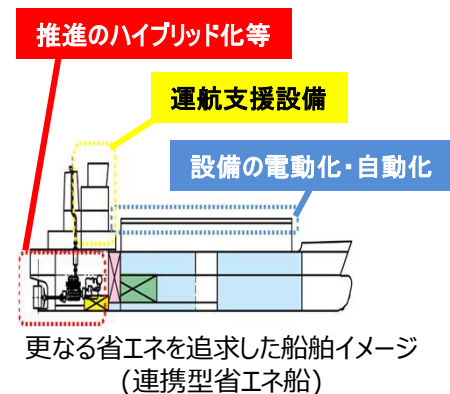 推進のハイブリッド化等
運航支援設備
設備の電動化・自動化
更なる省エネを追求した船舶イメージ
(連携型省エネ船)